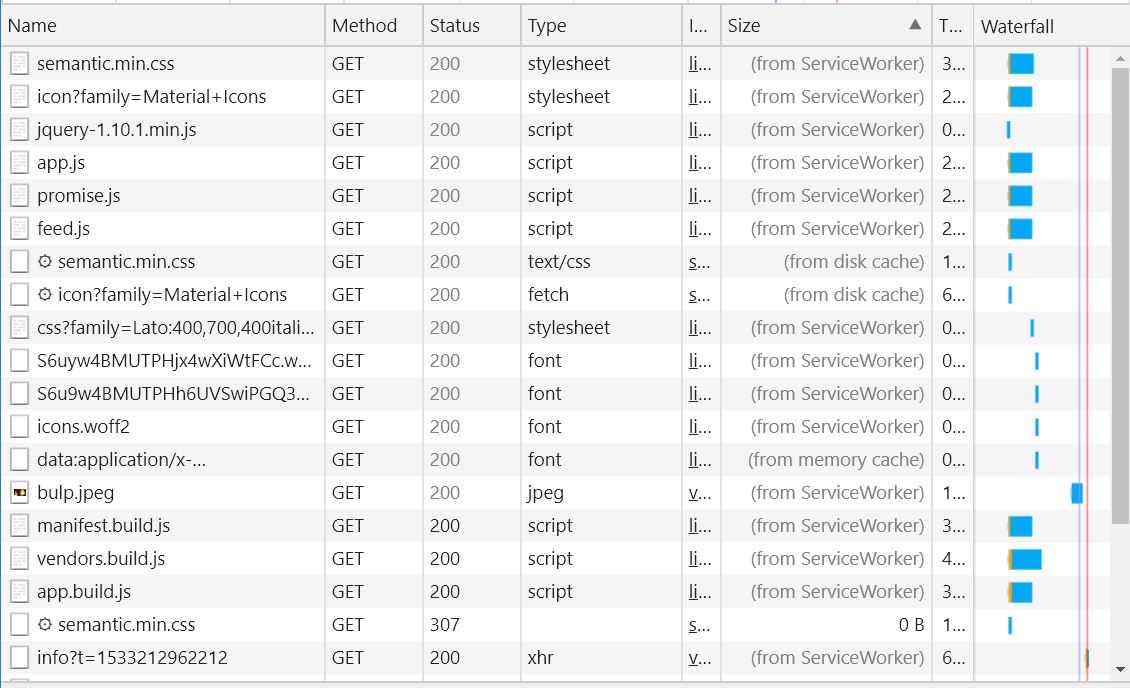 Name Method Status Type I... Size T... Waterfall
semantic.min.css GET 200 stylesheet li... (from ServiceWorker) 3...
icon?family=Material+Icons GET 200 stylesheet li... (from ServiceWorker) 2...
jquery-1.10.1.min.js GET 200 script li... (from ServiceWorker) 0...
app.js GET 200 script li... (from ServiceWorker) 2...
promise.js GET 200 script li... (from ServiceWorker) 2...
feed.js GET 200 script li... (from ServiceWorker) 2...
semantic.min.css GET 200 text/css s... (from disk cache) 1...
icon?family=Material+Icons GET 200 fetch s... (from disk cache) 6...
css?family=Lato:400,700,400itali... GET 200 stylesheet li... (from ServiceWorker) 0...
S6uyw4BMUTPHjx4wXiWtFCc.w... GET 200 font li... (from ServiceWorker) 0...
S6u9w4BMUTPHh6UVSwiPGQ3... GET 200 font li... (from ServiceWorker) 0...
icons.woff2 GET 200 font li... (from ServiceWorker) 0...
data:application/x-... GET 200 font li... (from memory cache) 0...
bulp.jpeg GET 200 jpeg v... (from ServiceWorker) 1...
manifest.build.js GET 200 script li... (from ServiceWorker) 3...
vendors.build.js GET 200 script li... (from ServiceWorker) 4...
app.build.js GET 200 script li... (from ServiceWorker) 3...
semantic.min.css GET 307 s... 0 B 1...
info?t=1533212962212 GET 200 xhr v... (from ServiceWorker) 6...